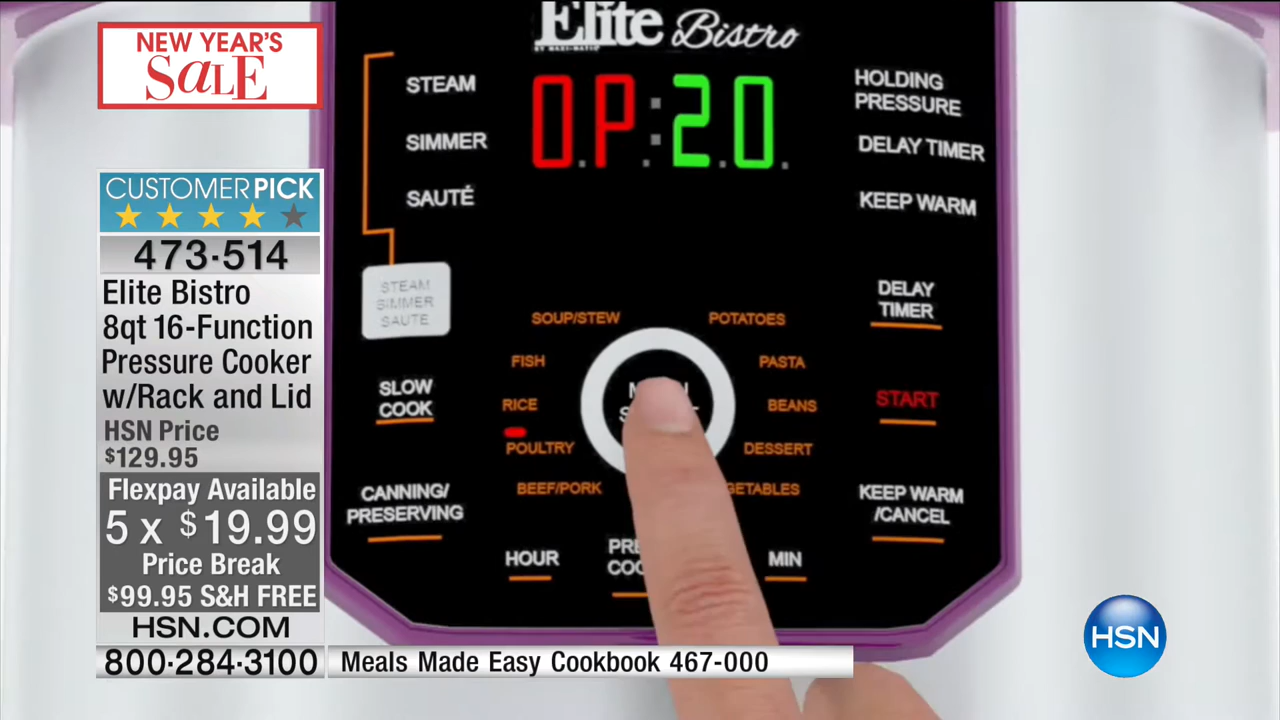 NEW YEAR'S
SALE
CUSTOMER PICK
473-514
Elite Bistro
8qt 16-Function
Pressure Cooker
w/Rack and Lid
HSN Price
$129.95
Flexpay Available
5 x $19.99
Price Break
$99.95 S&H FREE
HSN.COM
800-284-3100
Meals Made Easy Cookbook 467-000
HSN
Elite Bistro
BY MAXI-MATIC
0.P:2.0.
STEAM
SIMMER
SAUTÉ
HOLDING
PRESSURE
DELAY TIMER
KEEP WARM
STEAM
SIMMER
SAUTE
SLOW
COOK
CANNING/
PRESERVING
SOUP/STEW
FISH
RICE
POULTRY
BEEF/PORK
POTATOES
PASTA
BEANS
DESSERT
HOUR
MIN
DELAY
TIMER
START
KEEP WARM
/CANCEL